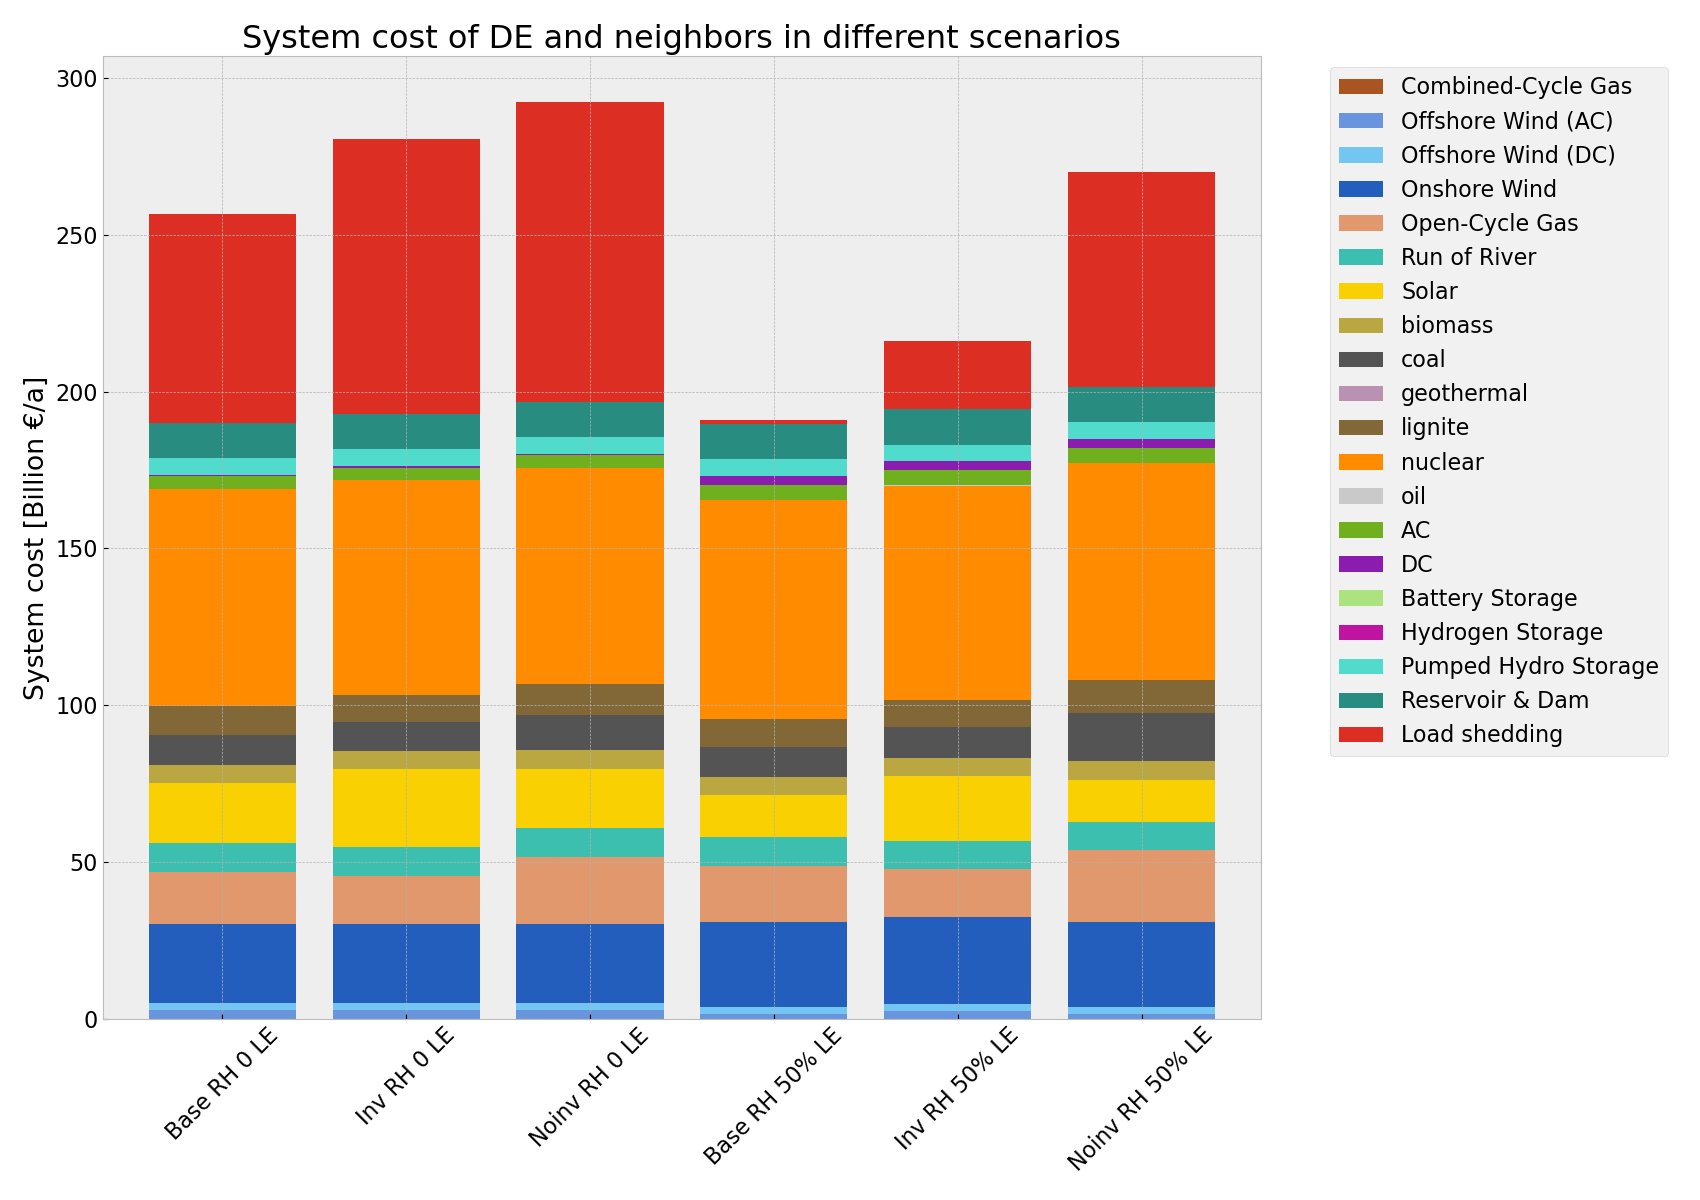 System cost of DE and neighbors in different scenarios
System cost [Billion €/a]
300
250
200
150
100
50
0
Base RH 0 LE
Inv RH 0 LE
Noinv RH 0 LE
Base RH 50% LE
Inv RH 50% LE
Noinv RH 50% LE
Combined-Cycle Gas
Offshore Wind (AC)
Offshore Wind (DC)
Onshore Wind
Open-Cycle Gas
Run of River
Solar
biomass
coal
geothermal
lignite
nuclear
oil
AC
DC
Battery Storage
Hydrogen Storage
Pumped Hydro Storage
Reservoir & Dam
Load shedding